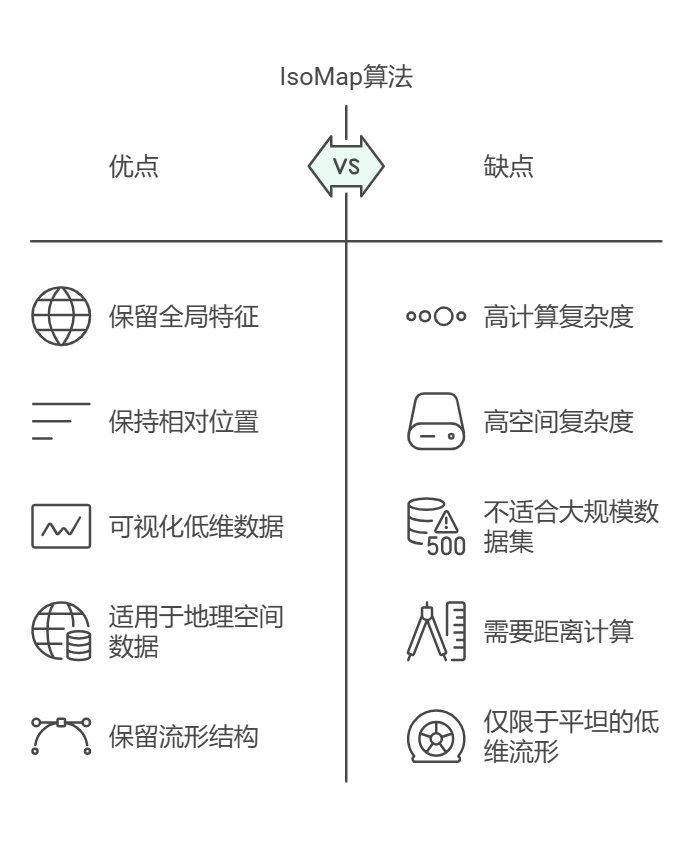 IsoMap算法
优点
VS
缺点
保留全局特征
高计算复杂度
保持相对位置
高空间复杂度
可视化低维数据
不适合大规模数
据集
500
适用于地理空间
数据
需要距离计算
保留流形结构
仅限于平坦的低
维流形